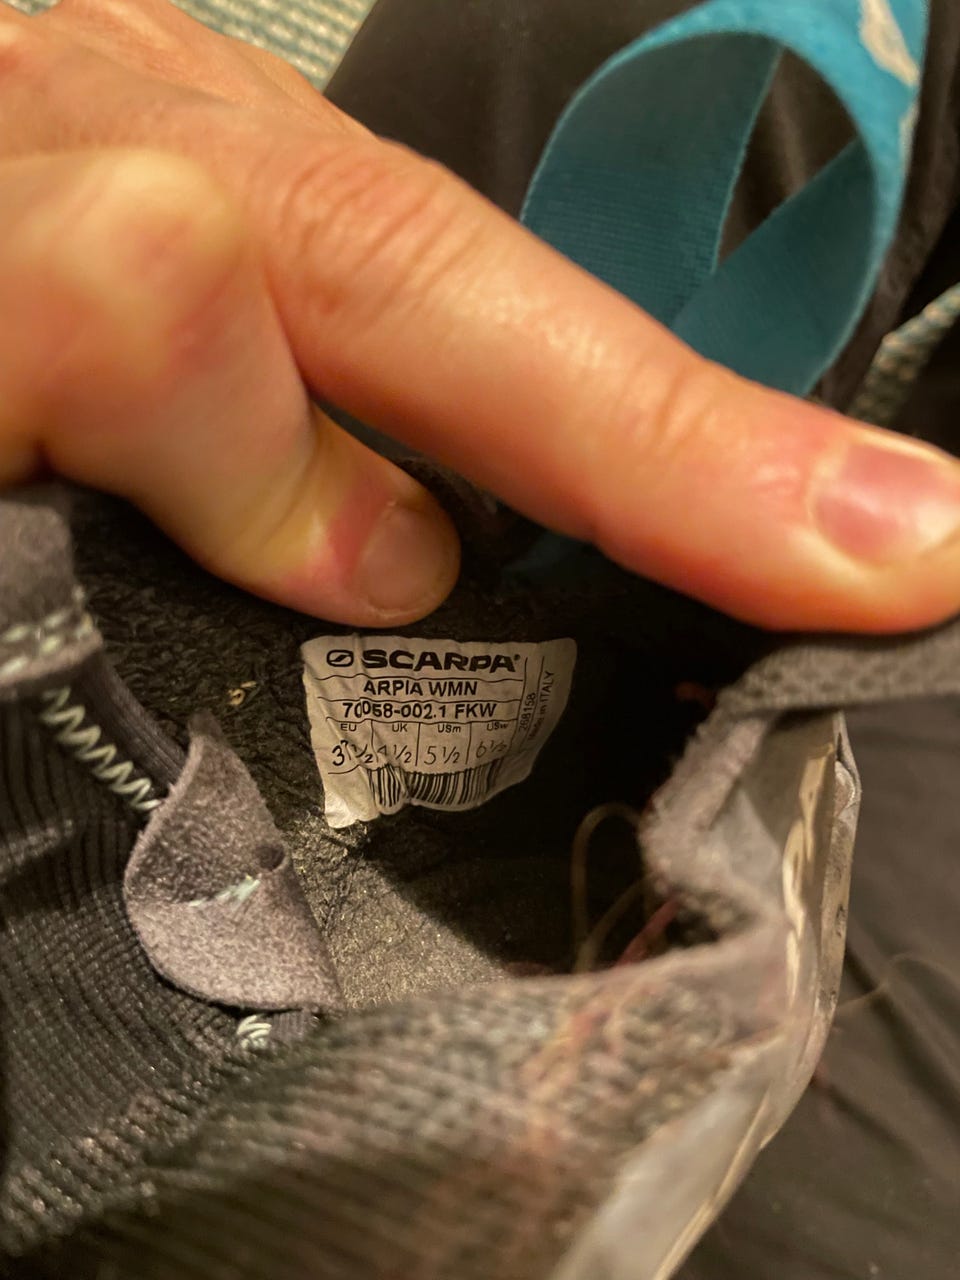 SCARPA
ARPIA WMN
70058-002.1 FKW
EU UK USm USw
37½ 4½ 5½ 6½
268158
Made in ITALY